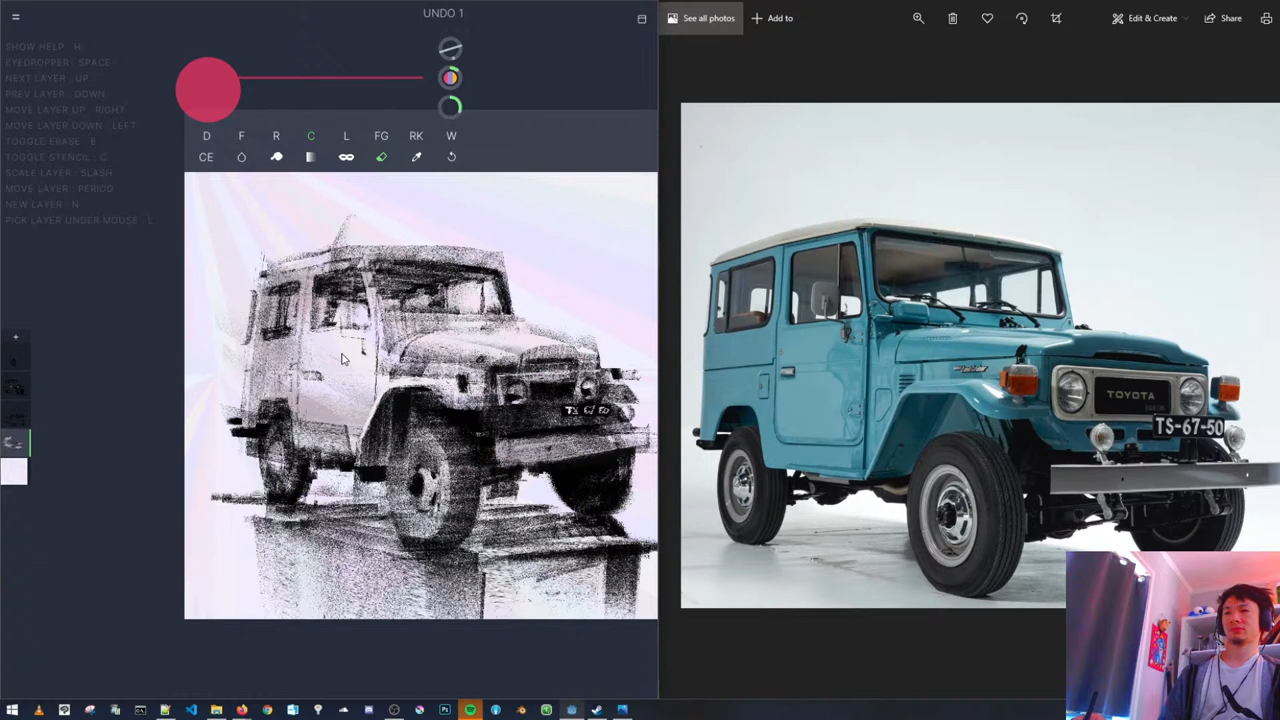 UNDO 1
SHOW HELP : H
EYEDROPPER : SPACE
NEXT LAYER : UP
PREV LAYER : DOWN
MOVE LAYER UP : RIGHT
MOVE LAYER DOWN : LEFT
TOGGLE ERASE : E
TOGGLE STENCIL : C
SCALE LAYER : SLASH
MOVE LAYER : PERIOD
NEW LAYER : N
PICK LAYER UNDER MOUSE : L
D F R C L FG RK W
CE
See all photos
Add to
Edit & Create
Share
TOYOTA
TS-67-50